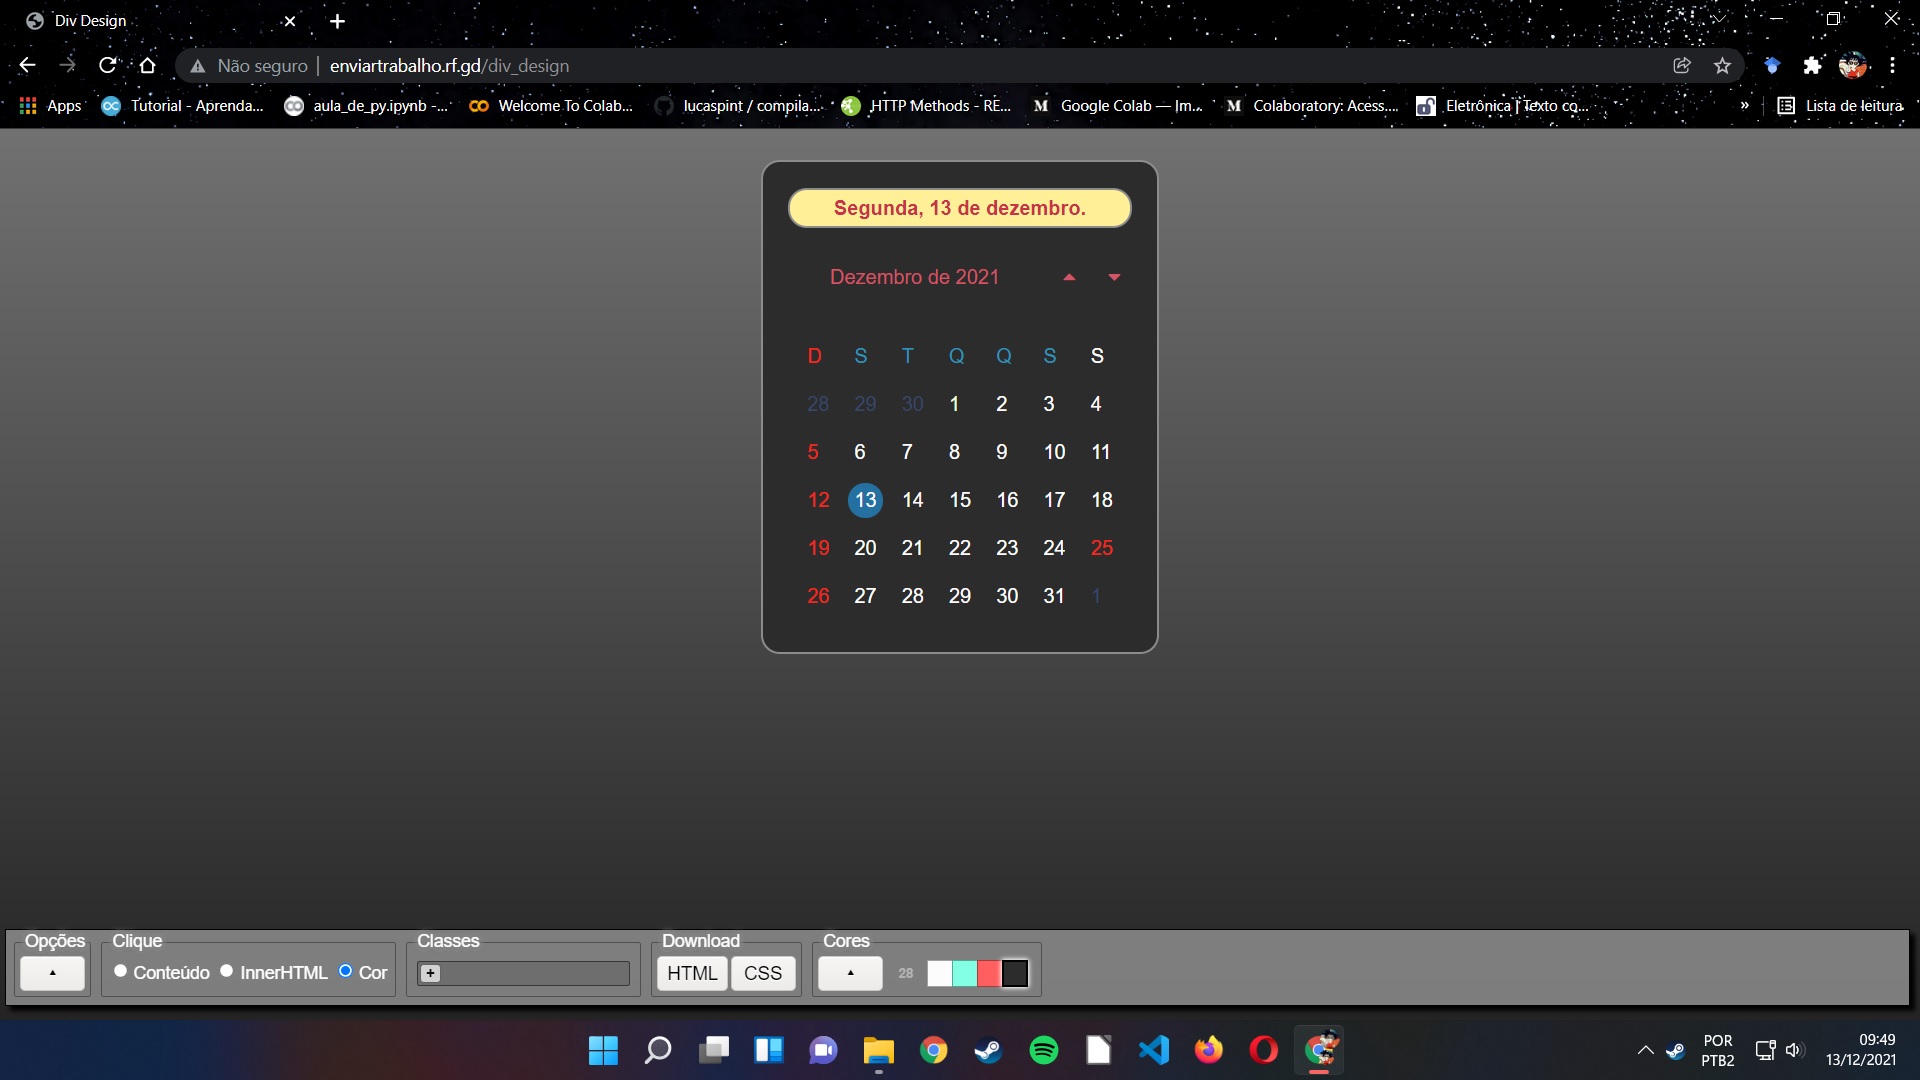 Div Design
Não seguro | enviartrabalho.rf.gd/div_design
Apps Tutorial - Aprenda... aula_de_py.ipynb -... Welcome To Colab... lucaspint / compila... HTTP Methods - RE... Google Colab — Im... Colaboratory: Acess.... Eletrônica | Texto co... » Lista de leitura
Segunda, 13 de dezembro.
Dezembro de 2021
D S T Q Q S S
28 29 30 1 2 3 4
5 6 7 8 9 10 11
12 13 14 15 16 17 18
19 20 21 22 23 24 25
26 27 28 29 30 31 1
Opções Clique Classes Download Cores
Conteúdo InnerHTML Cor + HTML CSS 28
POR 09:49
PTB2 13/12/2021